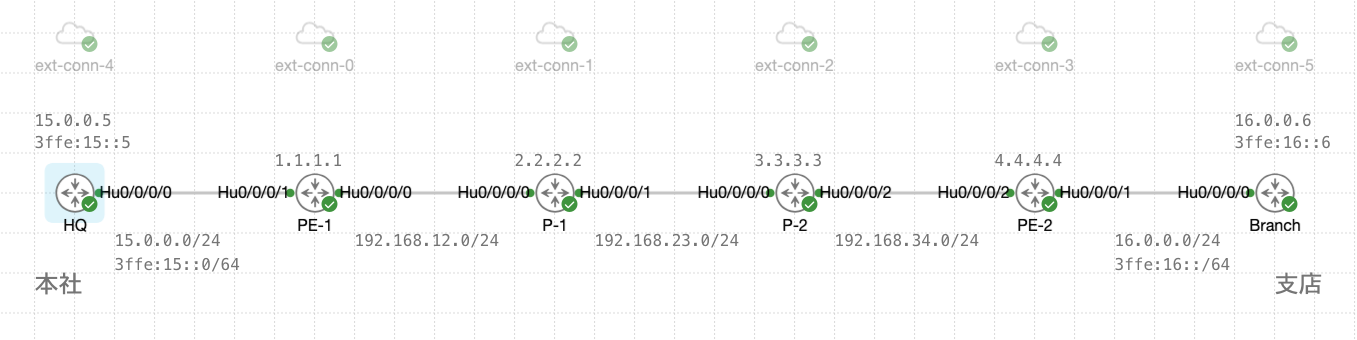 ext-conn-4
ext-conn-0
ext-conn-1
ext-conn-2
ext-conn-3
ext-conn-5
15.0.0.5
3ffe:15::5
16.0.0.6
3ffe:16::6
1.1.1.1
2.2.2.2
3.3.3.3
4.4.4.4
Hu0/0/0/0
Hu0/0/0/1
Hu0/0/0/0
Hu0/0/0/0
Hu0/0/0/1
Hu0/0/0/0
Hu0/0/0/2
Hu0/0/0/2
Hu0/0/0/1
Hu0/0/0/0
HQ
PE-1
P-1
P-2
PE-2
Branch
15.0.0.0/24
3ffe:15::0/64
192.168.12.0/24
192.168.23.0/24
192.168.34.0/24
16.0.0.0/24
3ffe:16::/64
本社
支店